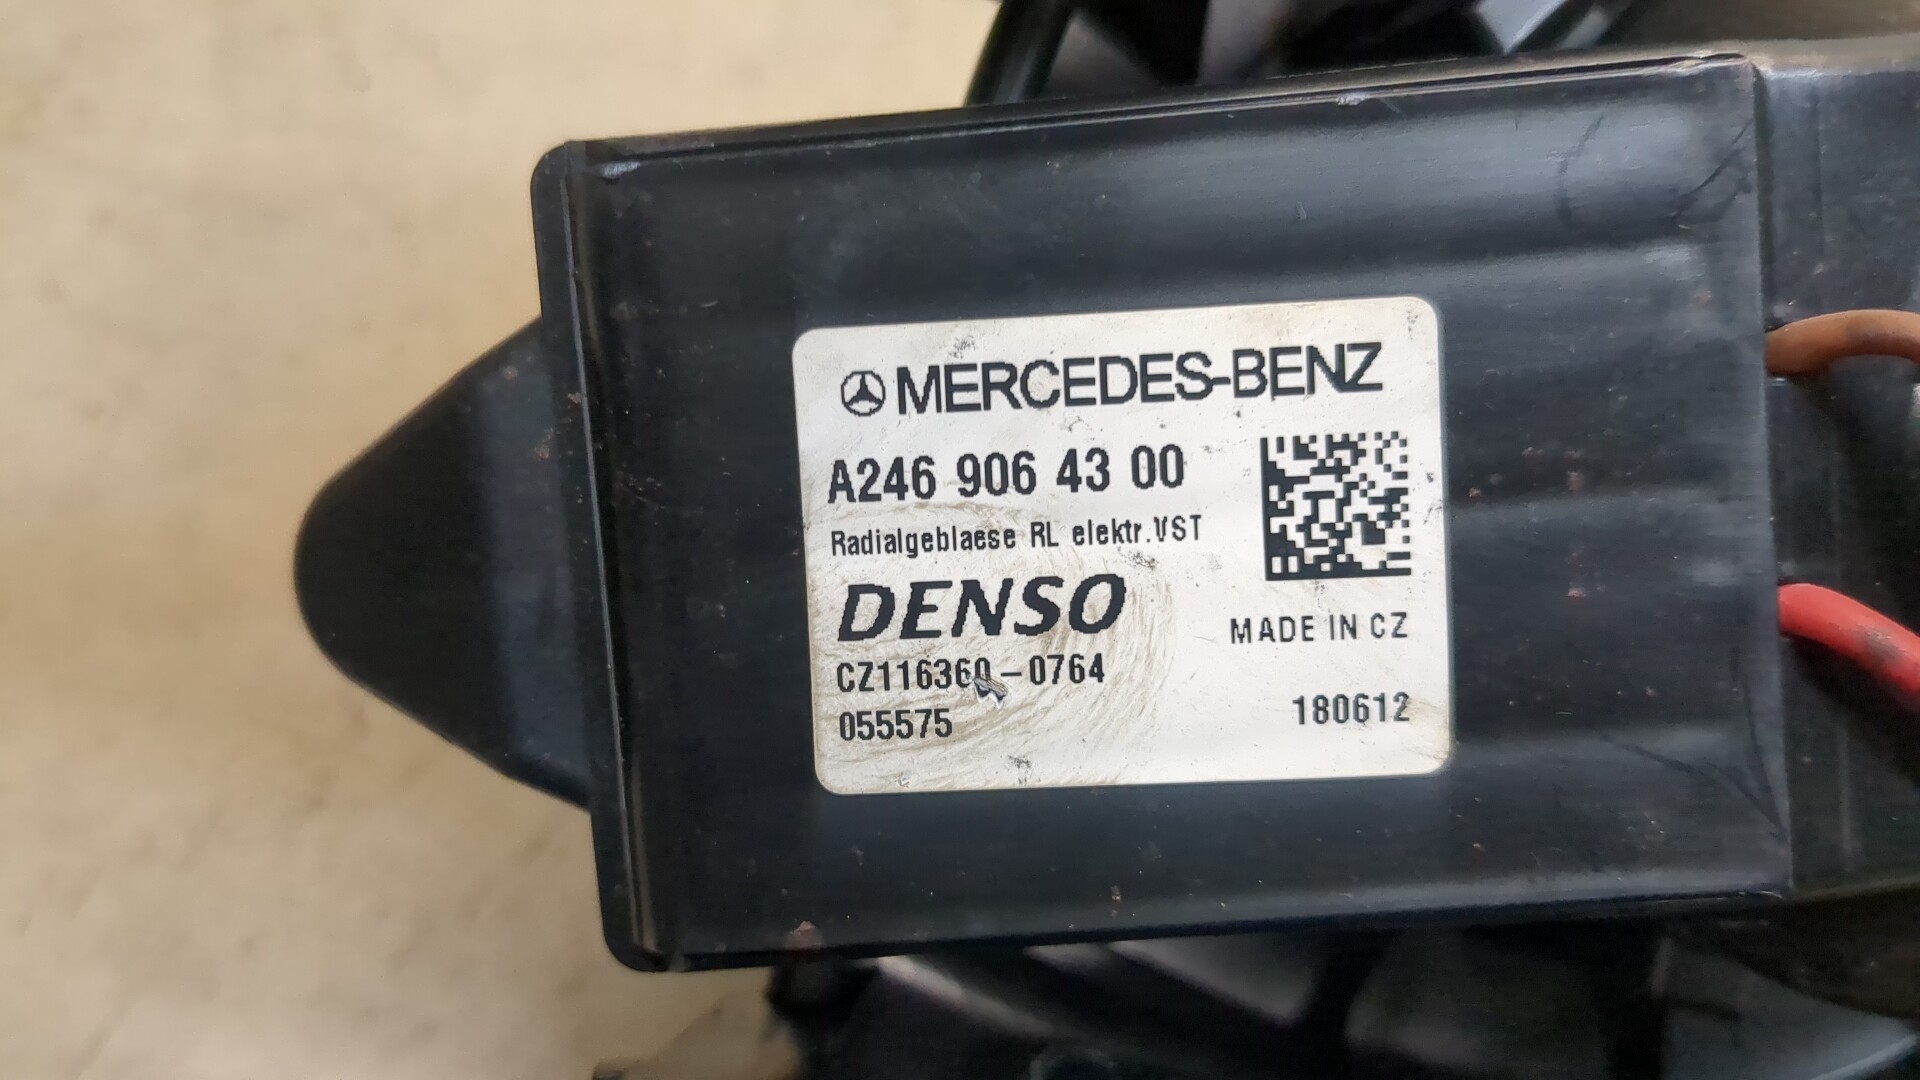 MERCEDES-BENZ
A246 906 43 00
Radialgeblaese RL elektr.VST
DENSO
MADE IN CZ
CZ116360-0764
055575
180612